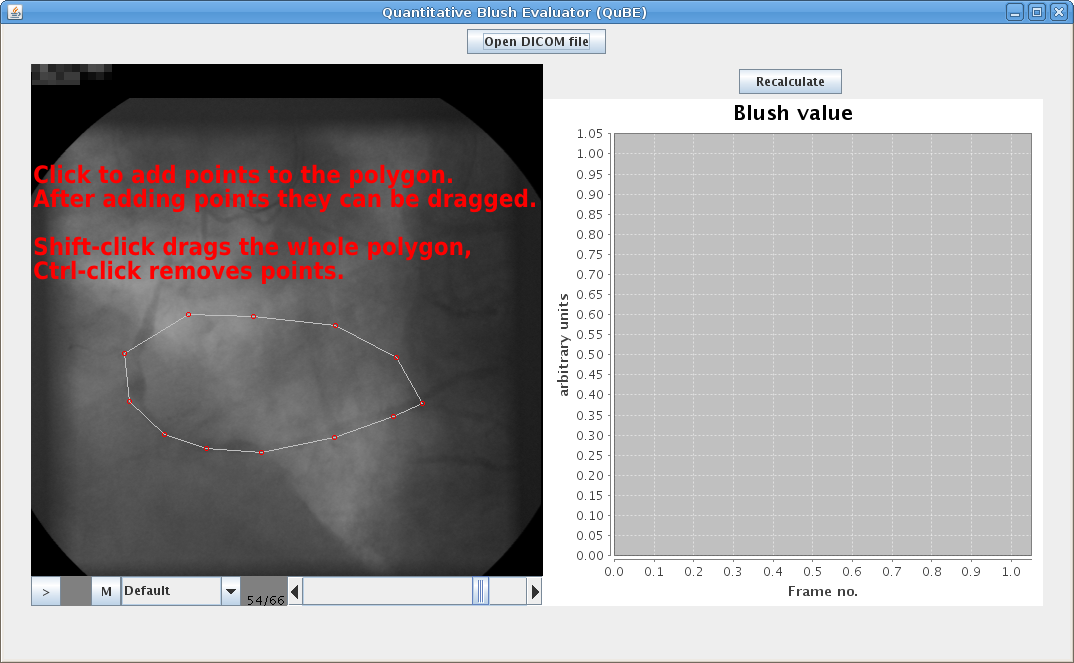 Quantitative Blush Evaluator (QuBE)
Open DICOM file
Click to add points to the polygon.
After adding points they can be dragged.
Shift-click drags the whole polygon,
Ctrl-click removes points.
>
M
Default
54/66
Recalculate
Blush value
arbitrary units
1.05
1.00
0.95
0.90
0.85
0.80
0.75
0.70
0.65
0.60
0.55
0.50
0.45
0.40
0.35
0.30
0.25
0.20
0.15
0.10
0.05
0.00
0.0 0.1 0.2 0.3 0.4 0.5 0.6 0.7 0.8 0.9 1.0
Frame no.